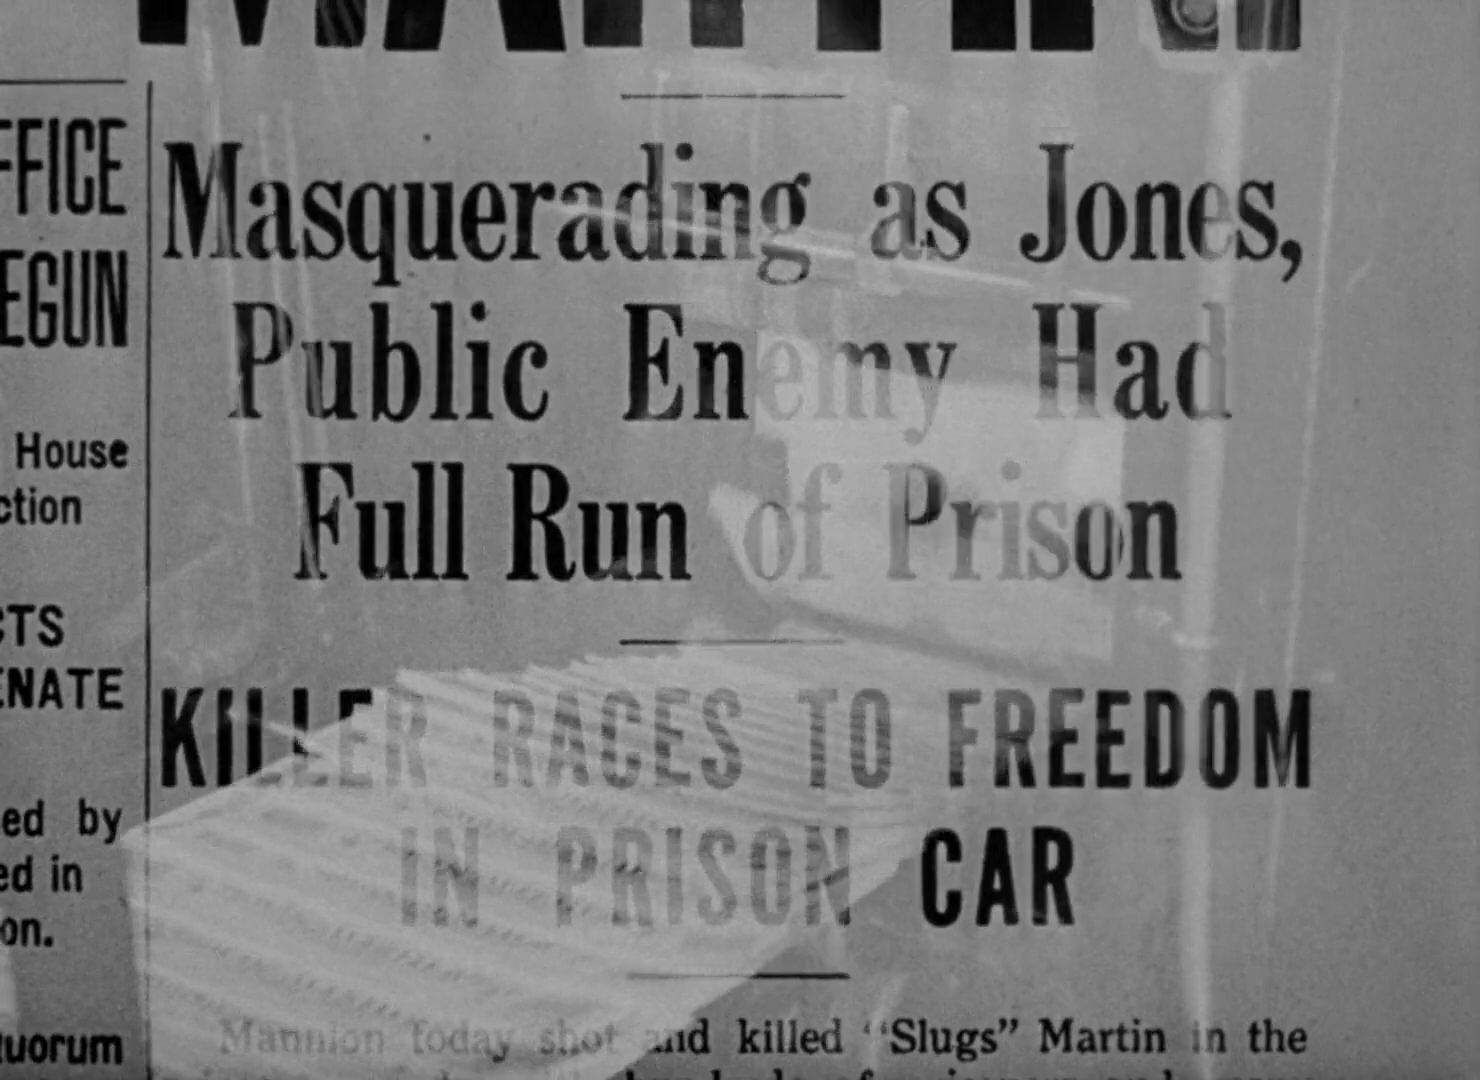 FFICE
EGUN
House
ction
CTS
ENATE
ed by
ed in
on.
uorum
Masquerading as Jones,
Public Enemy Had
Full Run of Prison
KILLER RACES TO FREEDOM
IN PRISON CAR
Mannion today shot and killed "Slugs" Martin in the